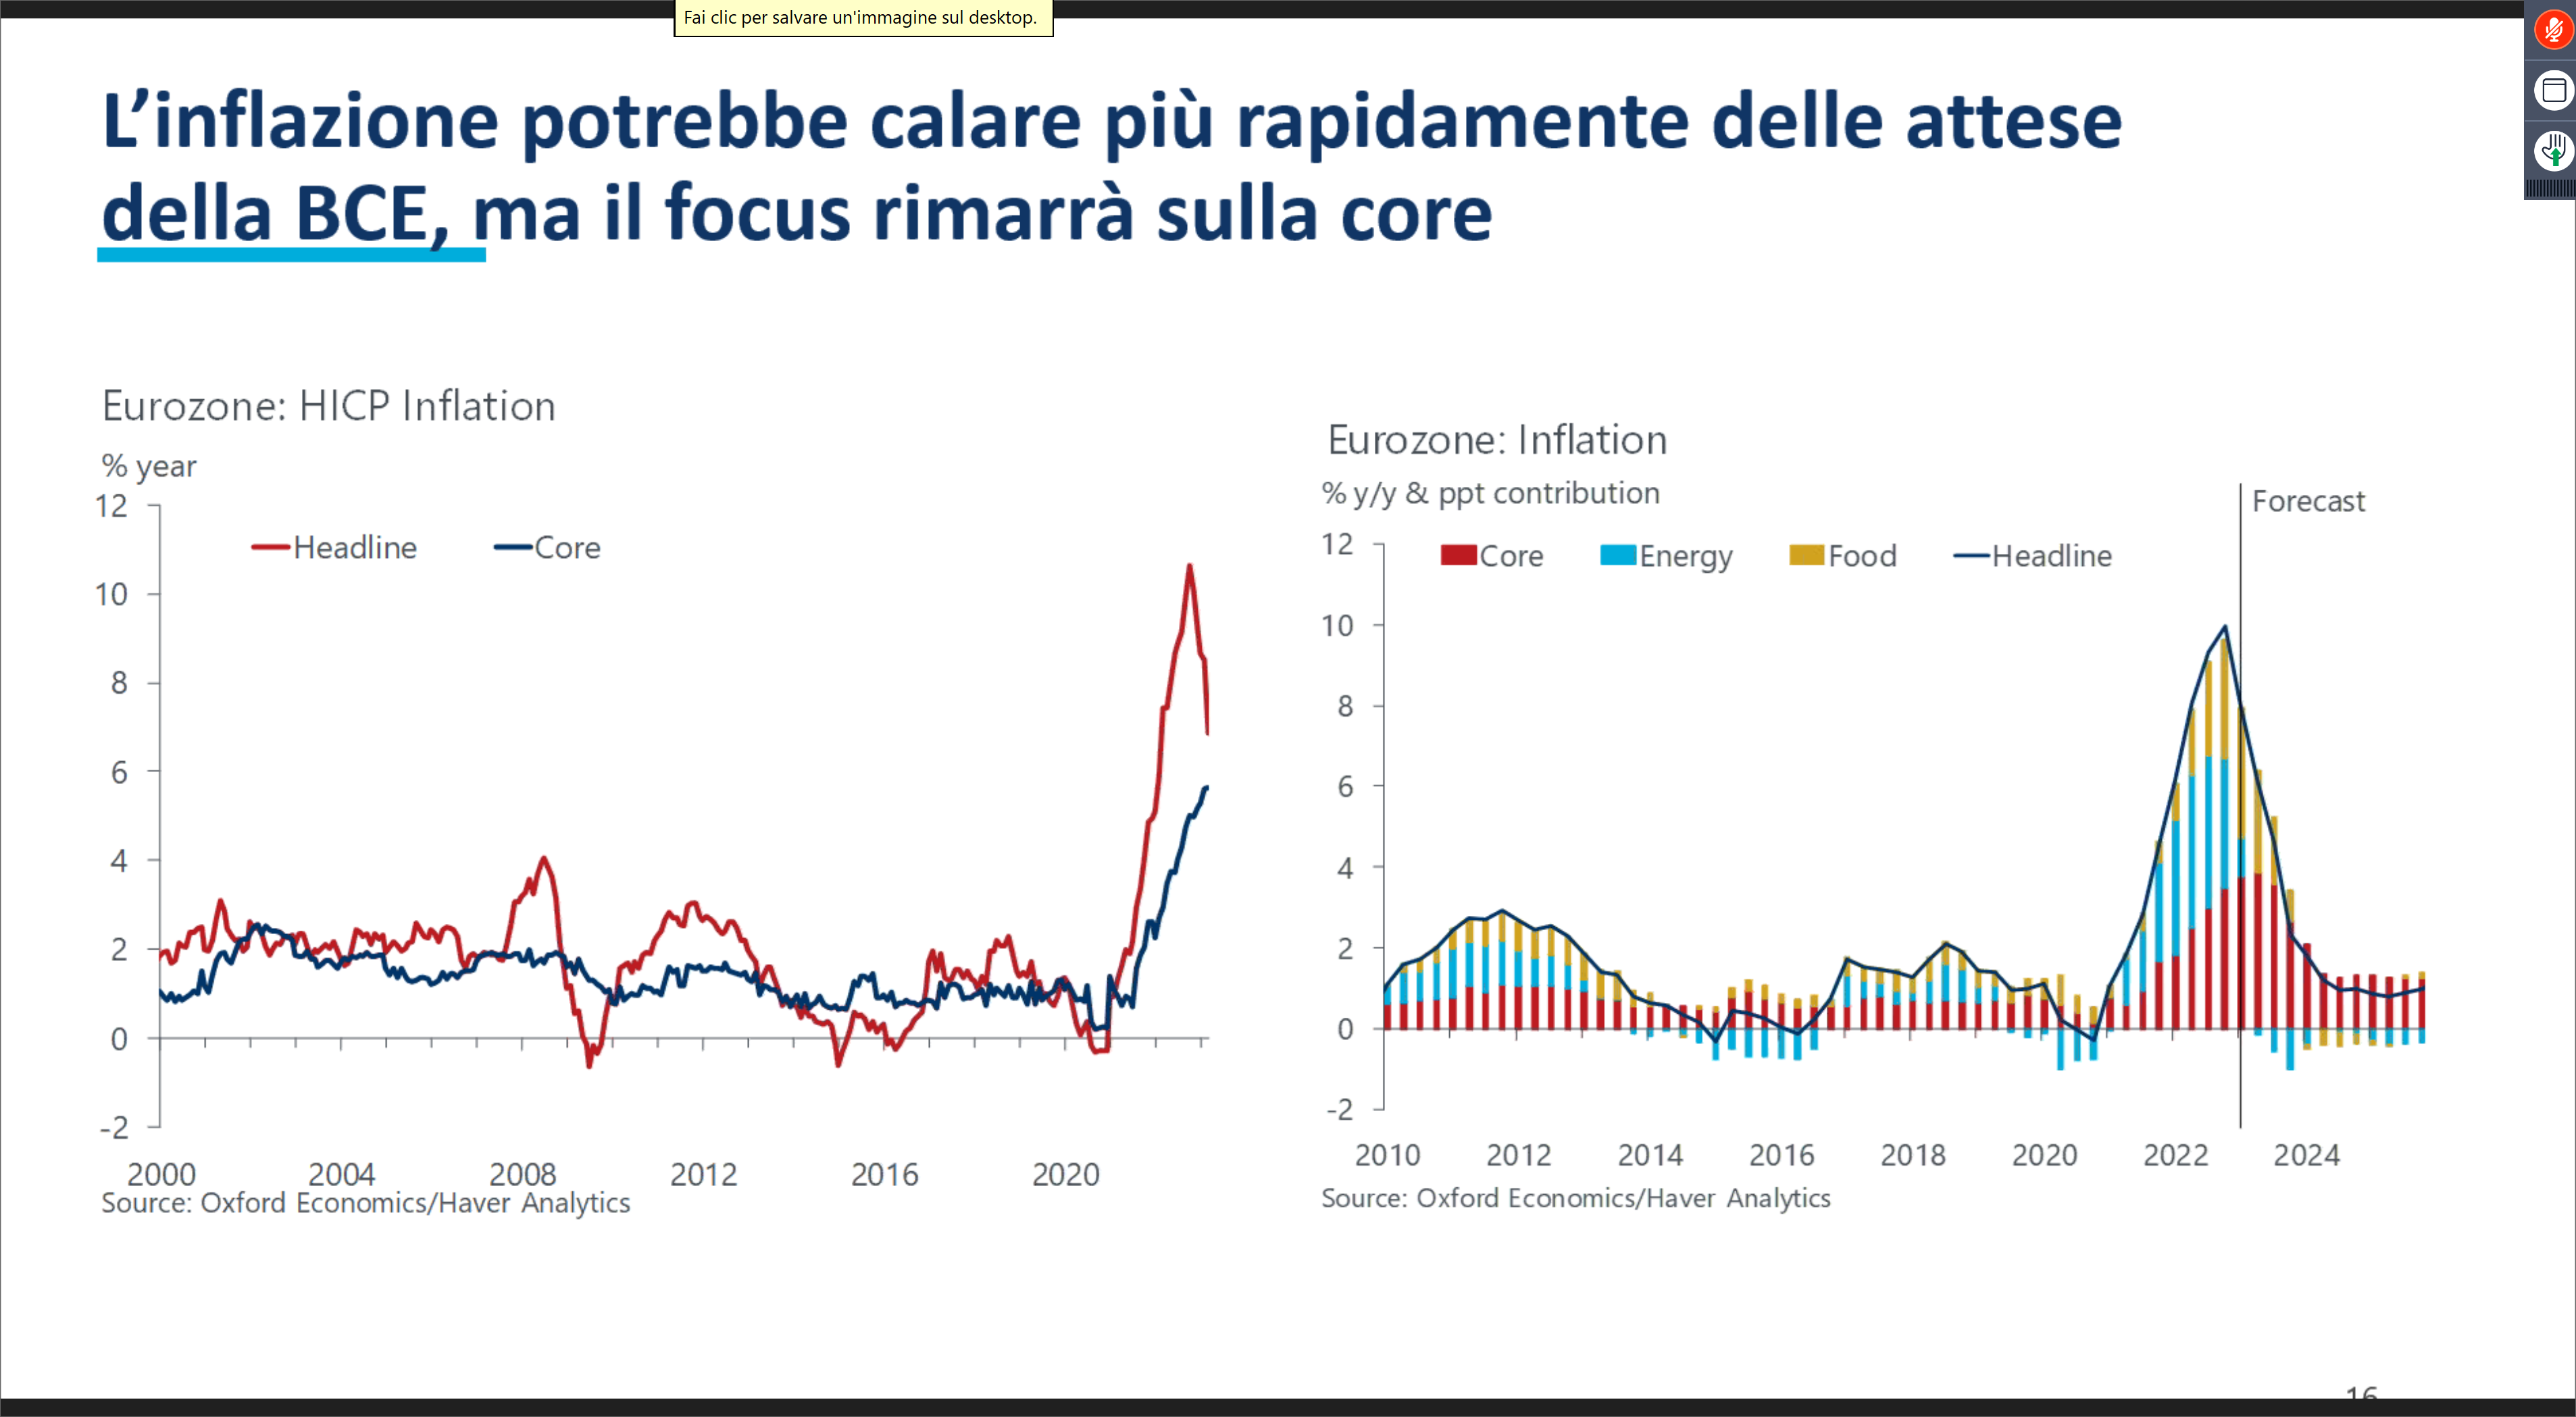 Fai clic per salvare un'immagine sul desktop.
L’inflazione potrebbe calare più rapidamente delle attese
della BCE, ma il focus rimarrà sulla core
Eurozone: HICP Inflation
% year
12
Headline
Core
10
8
6
4
2
0
-2
2000
2004
2008
2012
2016
2020
Source: Oxford Economics/Haver Analytics
Eurozone: Inflation
% y/y & ppt contribution
Forecast
12
Core
Energy
Food
Headline
10
8
6
4
2
0
-2
2010
2012
2014
2016
2018
2020
2022
2024
Source: Oxford Economics/Haver Analytics
16